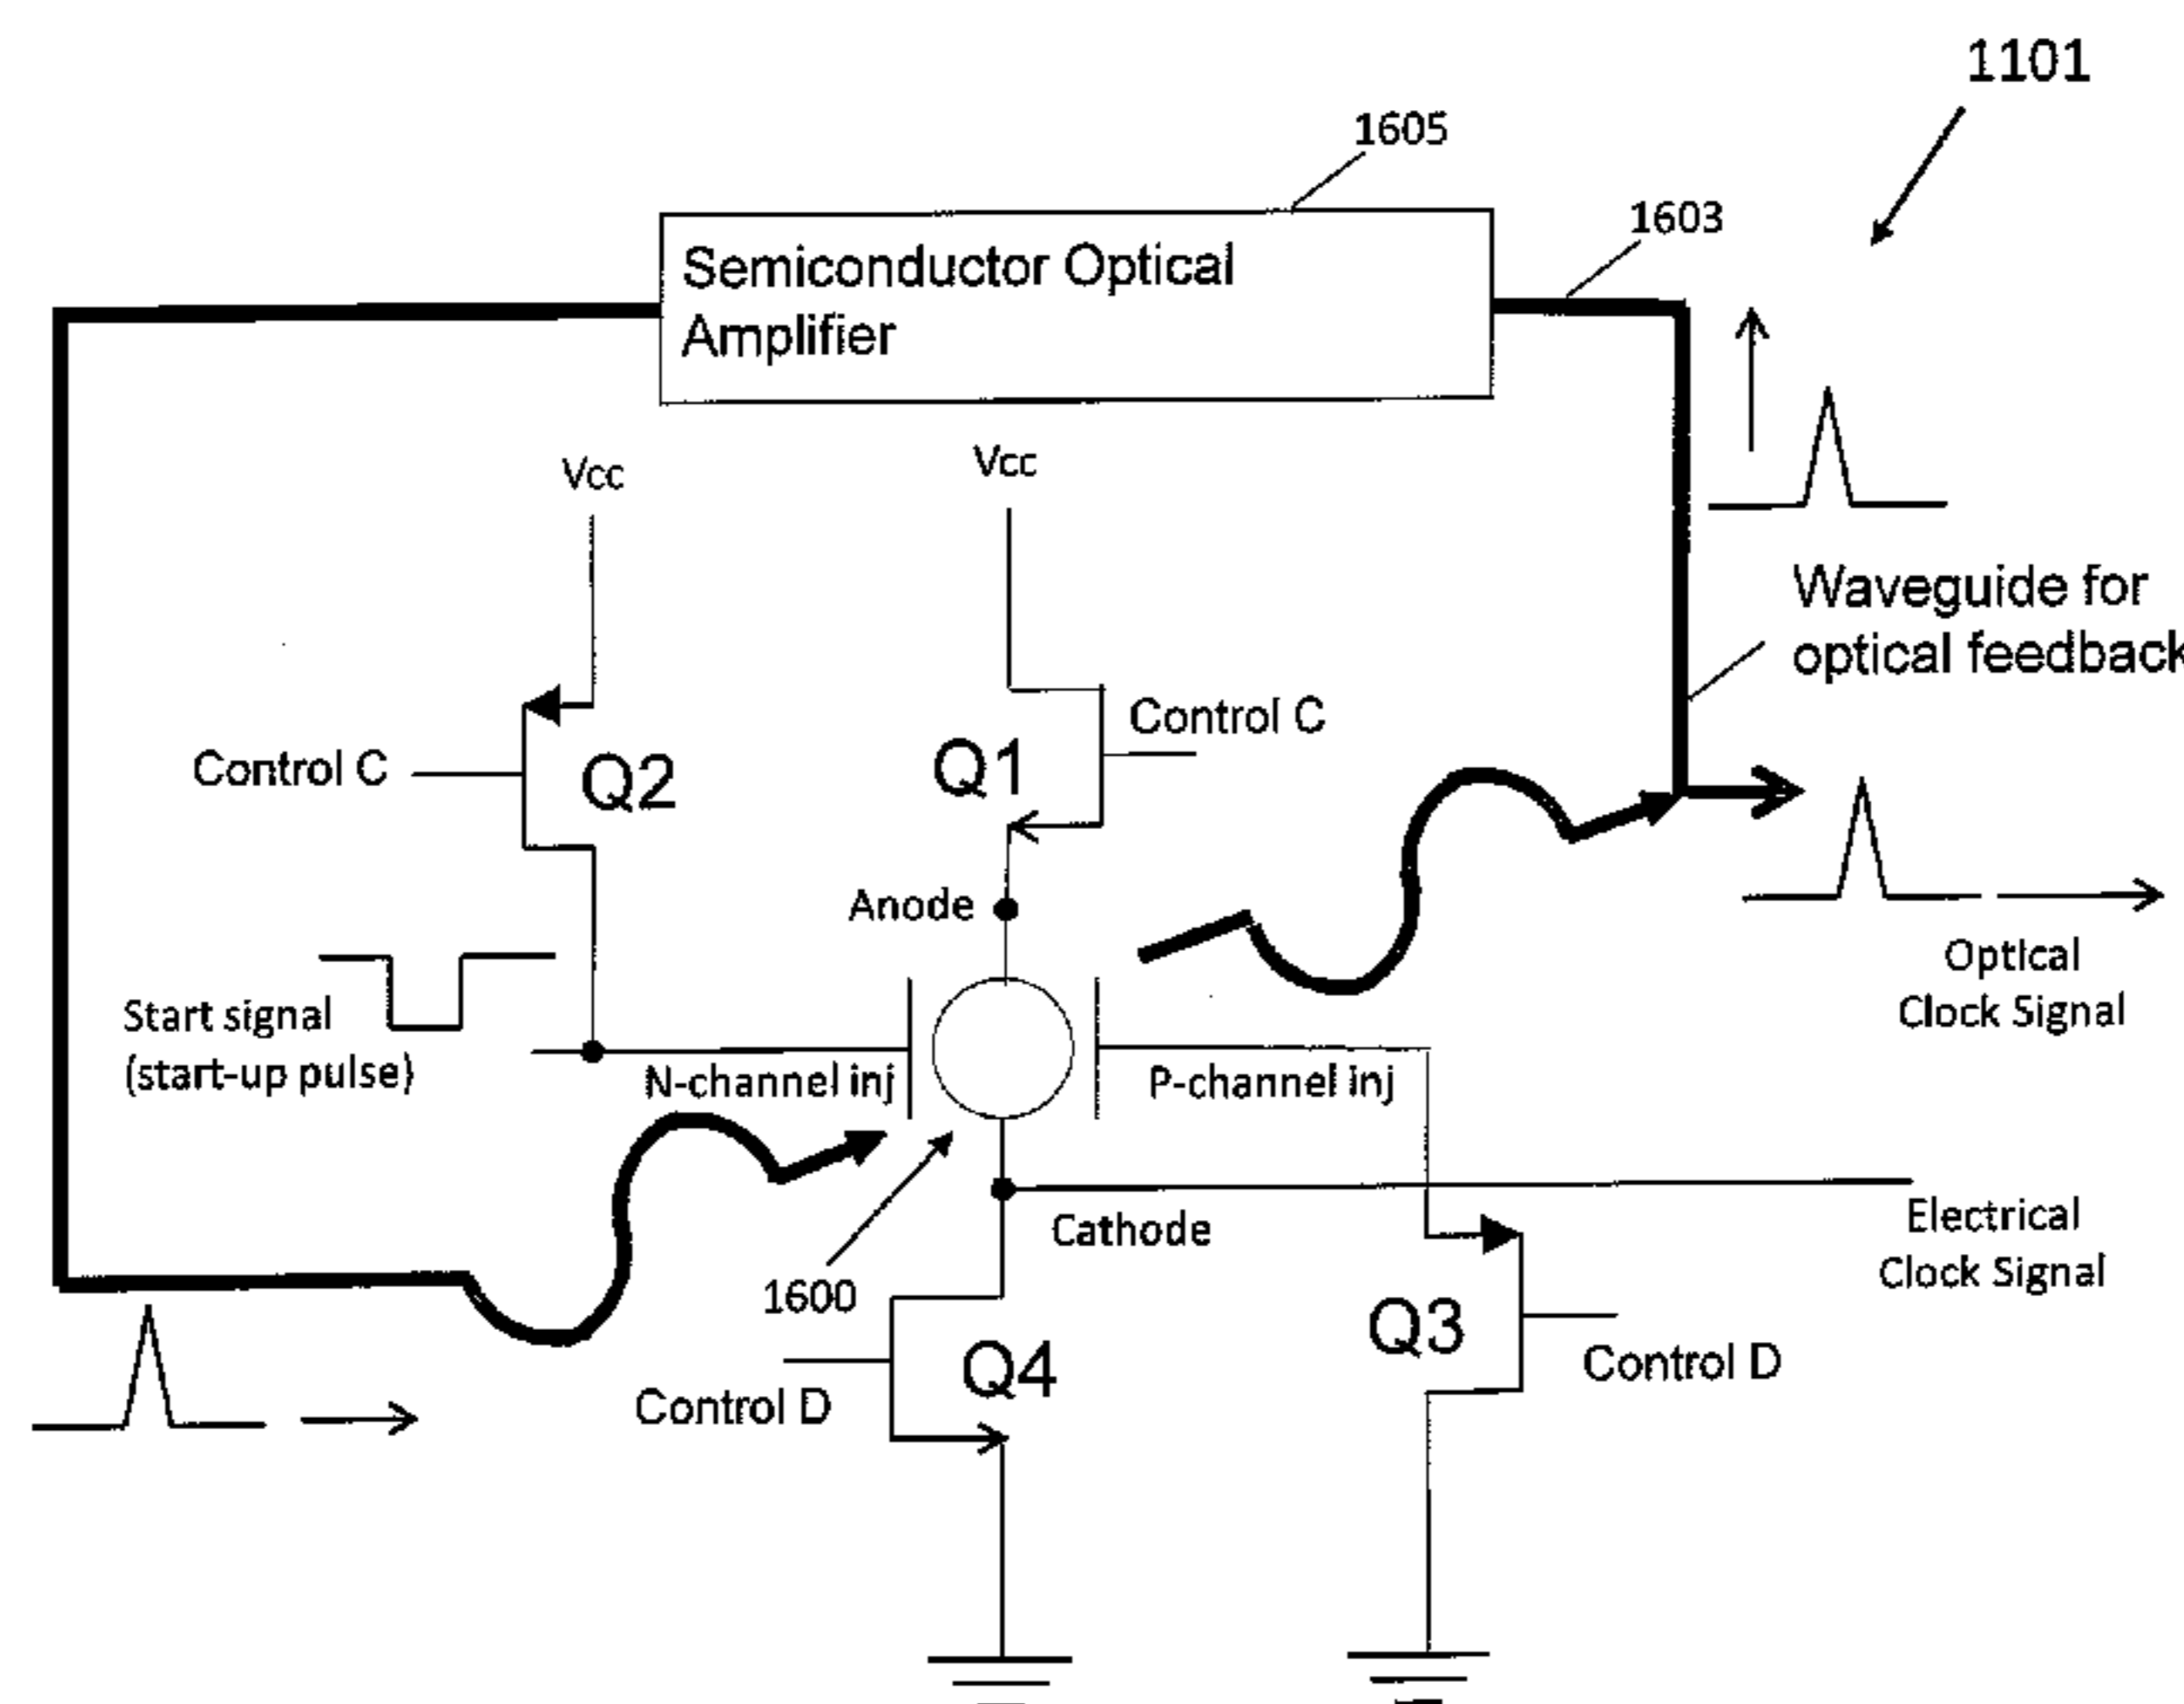 1101
1605
1603
Semiconductor Optical
Amplifier
Vcc
Vcc
Waveguide for
optical feedback
Control C
Q2
Q1
Control C
Anode
Start signal
(start-up pulse)
N-channel inj
P-channel inj
Optical
Clock Signal
Cathode
Electrical
Clock Signal
1600
Q4
Control D
Q3
Control D